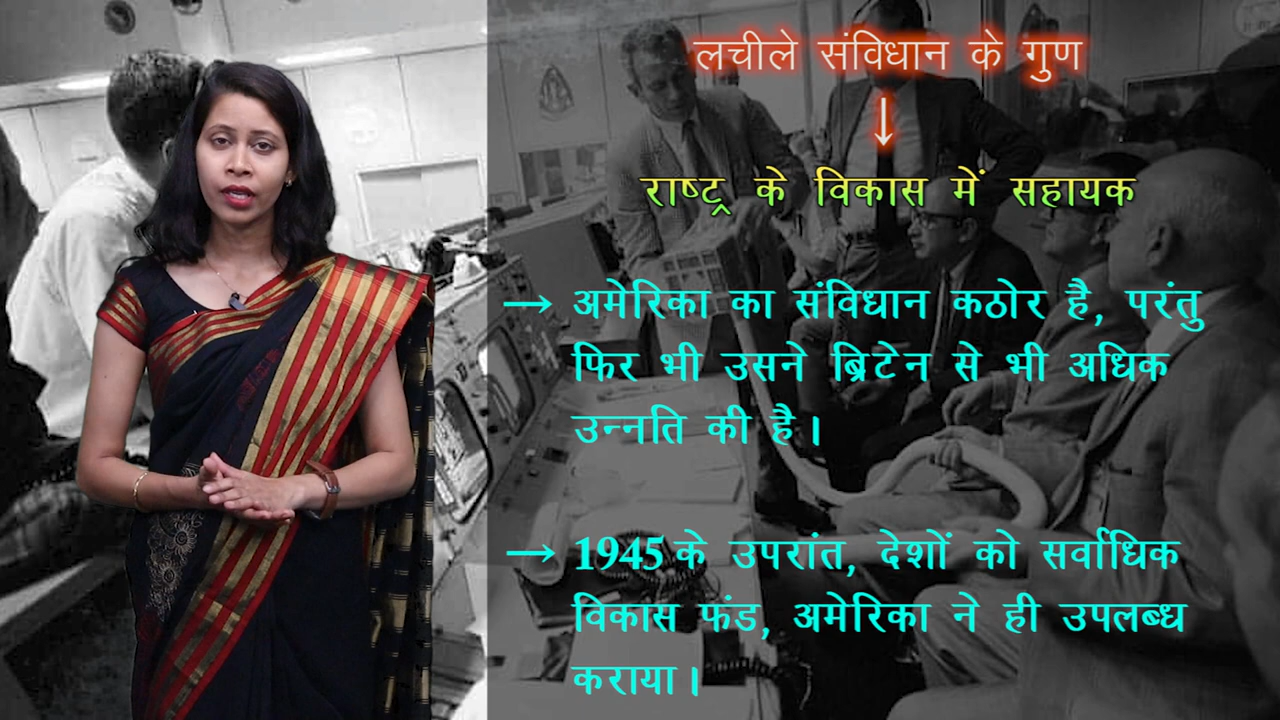 लचीले संविधान के गुण
↓
राष्ट्र के विकास में सहायक
→ अमेरिका का संविधान कठोर है, परंतु
फिर भी उसने ब्रिटेन से भी अधिक
उन्नति की है।
→ 1945 के उपरांत, देशों को सर्वाधिक
विकास फंड, अमेरिका ने ही उपलब्ध
कराया।